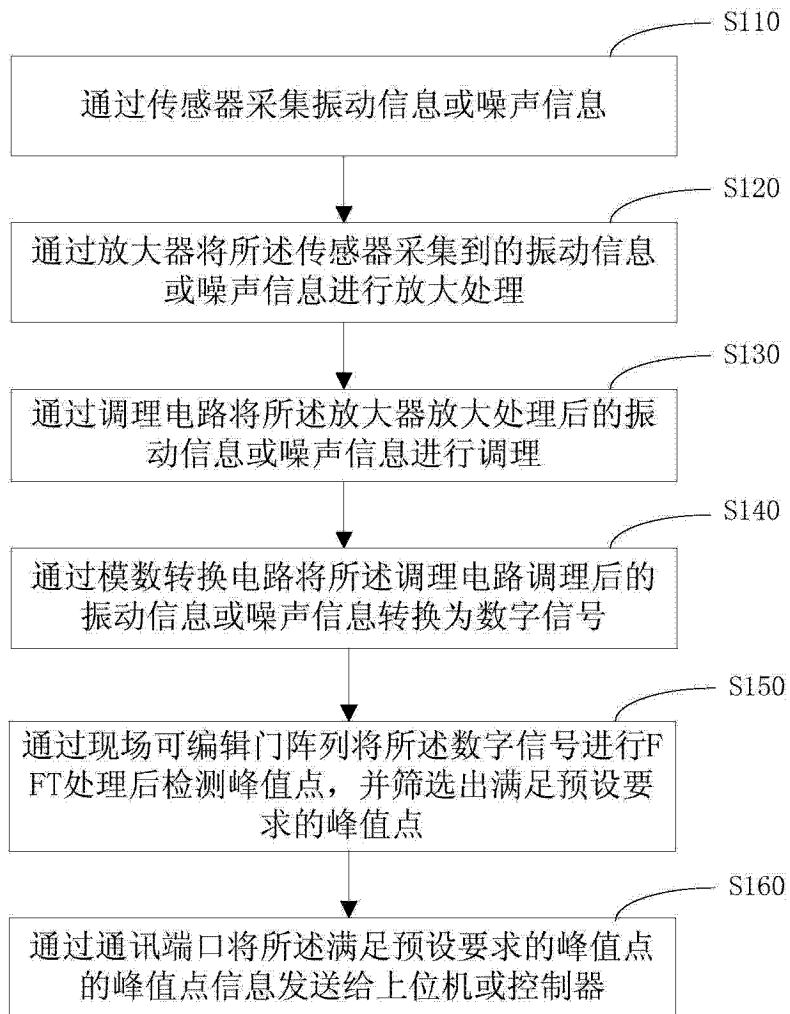 S110
通过传感器采集振动信息或噪声信息
S120
通过放大器将所述传感器采集到的振动信息
或噪声信息进行放大处理
S130
通过调理电路将所述放大器放大处理后的振
动信息或噪声信息进行调理
S140
通过模数转换电路将所述调理电路调理后的
振动信息或噪声信息转换为数字信号
S150
通过现场可编辑门阵列将所述数字信号进行F
FT处理后检测峰值点，并筛选出满足预设要
求的峰值点
S160
通过通讯端口将所述满足预设要求的峰值点
的峰值点信息发送给上位机或控制器